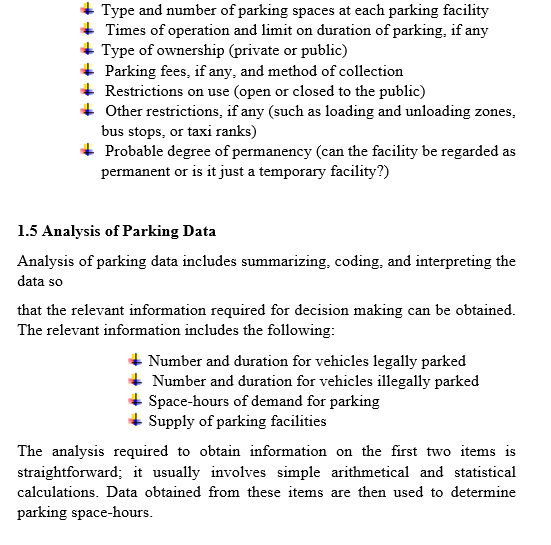 Type and number of parking spaces at each parking facility
Times of operation and limit on duration of parking, if any
Type of ownership (private or public)
Parking fees, if any, and method of collection
Restrictions on use (open or closed to the public)
Other restrictions, if any (such as loading and unloading zones,
bus stops, or taxi ranks)
Probable degree of permanency (can the facility be regarded as
permanent or is it just a temporary facility?)
1.5 Analysis of Parking Data
Analysis of parking data includes summarizing, coding, and interpreting the
data so
that the relevant information required for decision making can be obtained.
The relevant information includes the following:
Number and duration for vehicles legally parked
Number and duration for vehicles illegally parked
Space-hours of demand for parking
Supply of parking facilities
The analysis required to obtain information on the first two items is
straightforward; it usually involves simple arithmetical and statistical
calculations. Data obtained from these items are then used to determine
parking space-hours.